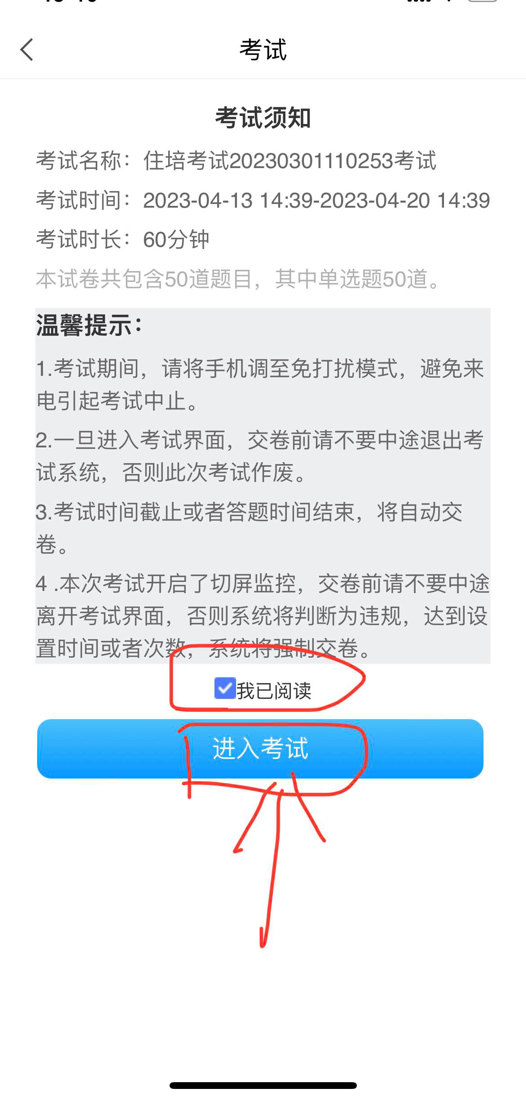 考试
考试须知
考试名称：住培考试20230301110253考试
考试时间：2023-04-13 14:39-2023-04-20 14:39
考试时长：60分钟
本试卷共包含50道题目，其中单选题50道。
温馨提示：
1.考试期间，请将手机调至免打扰模式，避免来
电引起考试中止。
2.一旦进入考试界面，交卷前请不要中途退出考
试系统，否则此次考试作废。
3.考试时间截止或者答题时间结束，将自动交
卷。
4 .本次考试开启了切屏监控，交卷前请不要中途
离开考试界面，否则系统将判断为违规，达到设
置时间或者次数，系统将强制交卷。
我已阅读
进入考试